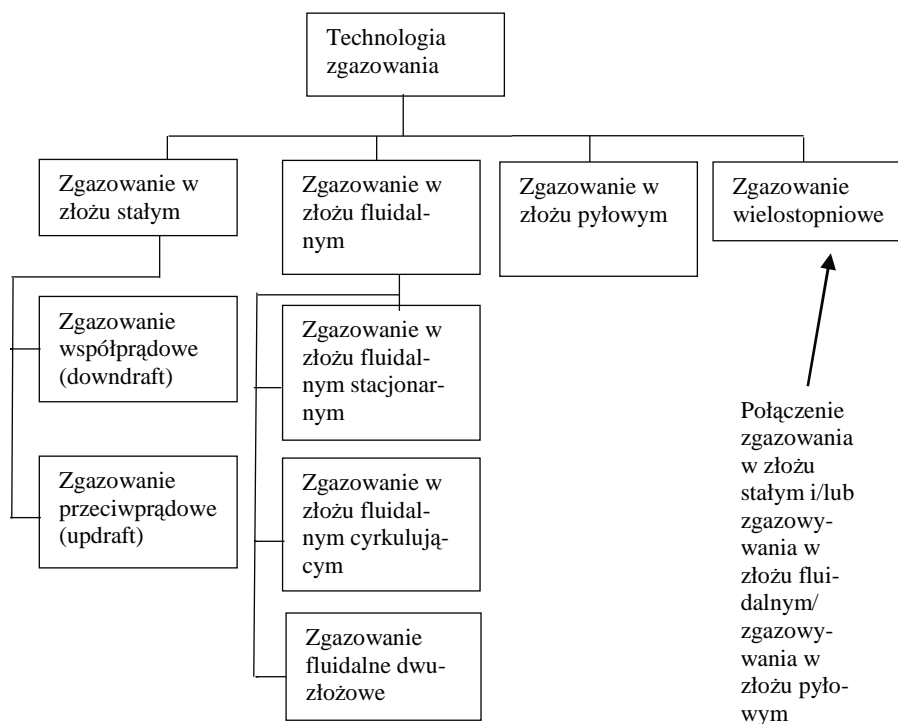 Technologia
zgazowania
Zgazowanie w
złożu stałym
Zgazowanie w
złożu fluidal-
nym
Zgazowanie w
złożu pyłowym
Zgazowanie
wielostopniowe
Zgazowanie
współprądowe
(downdraft)
Zgazowanie
przeciwprądowe
(updraft)
Zgazowanie w
złożu fluidal-
nym stacjonar-
nym
Zgazowanie w
złożu fluidal-
nym cyrkulują-
cym
Zgazowanie
fluidalne dwu-
złożowe
Połączenie
zgazowania
w złożu
stałym i/lub
zgazowy-
wania w
złożu flui-
dalnym/
zgazowy-
wania w
złożu pyło-
wym